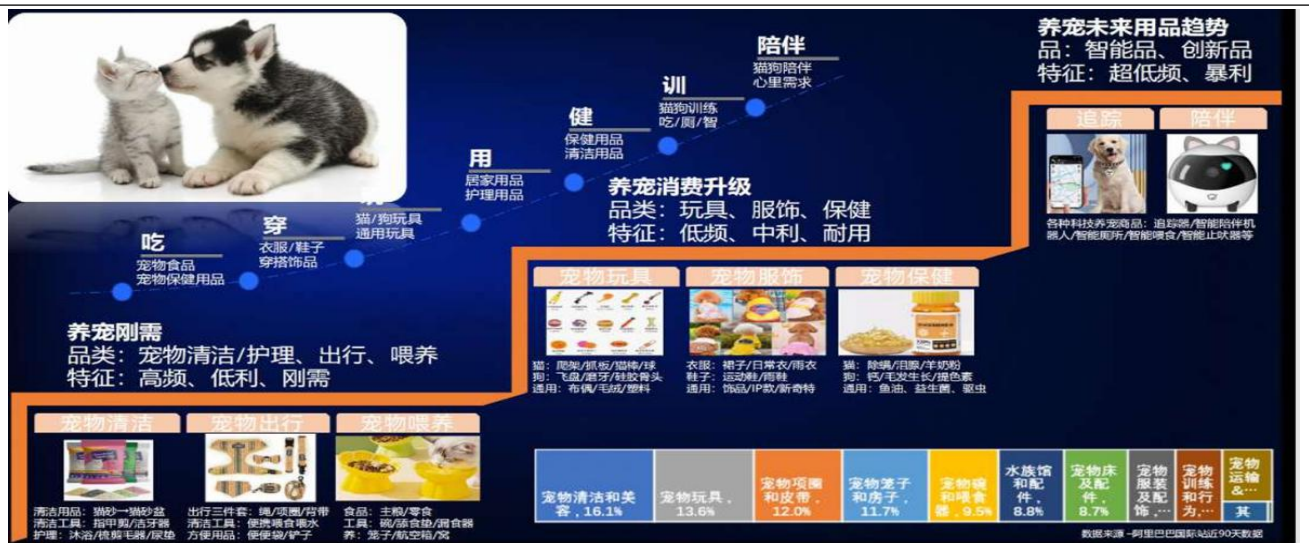 养宠未来用品趋势
品：智能品、创新品
特征：超低频、暴利
追踪
陪伴
各种科技养宠商品：追踪器/智能陪伴机
器人/智能厕所/智能喂食/智能止吠器等
陪伴
猫狗陪伴
心里需求
训
猫狗训练
吃/厕/智
健
保健用品
清洁用品
用
居家用品
护理用品
猫/狗玩具
通用玩具
穿
衣服/鞋子
穿搭饰品
吃
宠物食品
宠物保健用品
养宠消费升级
品类：玩具、服饰、保健
特征：低频、中利、耐用
宠物玩具
宠物服饰
宠物保健
猫：爬架/抓板/猫棒/球
狗：飞盘/磨牙/硅胶骨头
通用：布偶/毛绒/塑料
衣服：裙子/日常衣/雨衣
鞋子：运动鞋/雨鞋
通用：饰品/IP款/新奇特
猫：除螨/泪腺/羊奶粉
狗：钙/毛发生长/提色素
通用：鱼油、益生菌、驱虫
养宠刚需
品类：宠物清洁/护理、出行、喂养
特征：高频、低利、刚需
宠物清洁
宠物出行
宠物喂养
清洁用品：猫砂→猫砂盆
清洁工具：指甲剪/洁牙器
护理：沐浴/梳剪毛器/尿垫
出行三件套：绳/项圈/背带
清洁工具：便携喂食喂水
方便用品：便便袋/铲子
食品：主粮/零食
工具：碗/舔食垫/漏食器
养：笼子/航空箱/窝
宠物清洁和美
容，16.1%
宠物玩具，
13.6%
宠物项圈
和皮带，
12.0%
宠物笼子
和房子，
11.7%
宠物碗
和喂食
器，9.5%
水族馆
和配
件，
8.8%
宠物床
及配
件，
8.7%
宠物
服装
及配
饰，…
宠物
训练
和行
为，…
宠物
运输
&…
其
数据来源-阿里巴巴国际站近90天数据